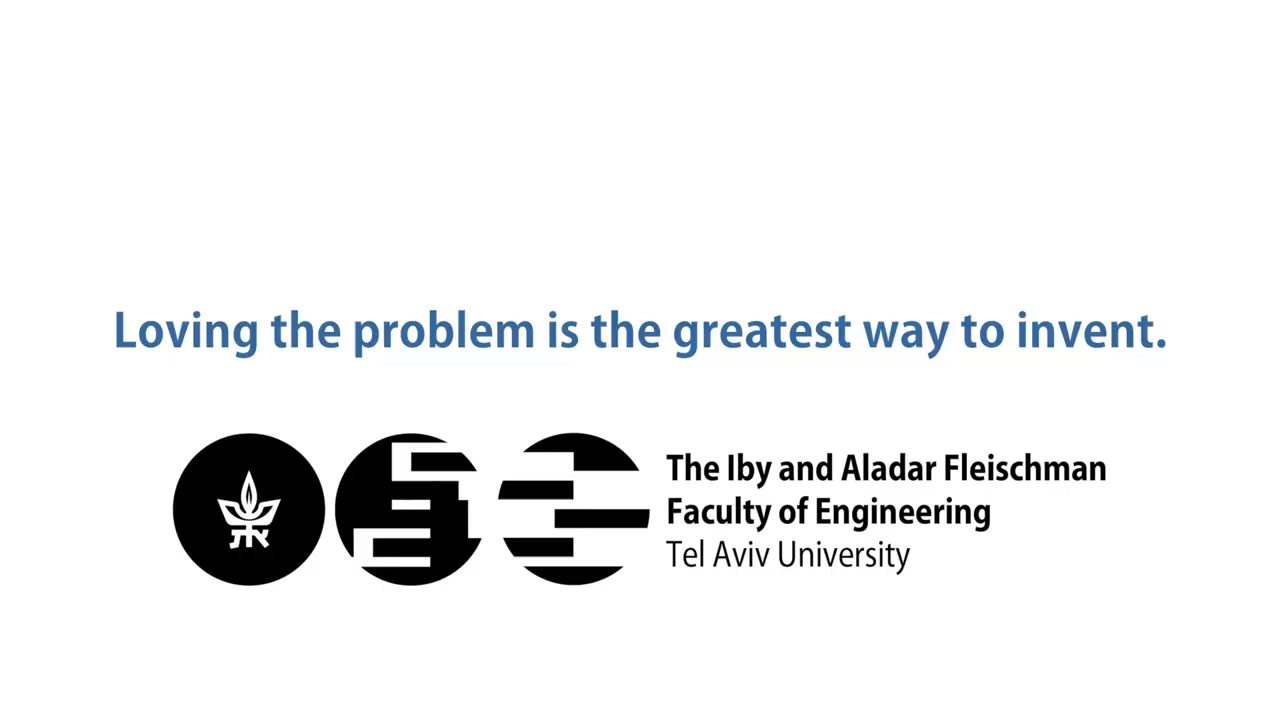 Loving the problem is the greatest way to invent.
The Iby and Aladar Fleischman
Faculty of Engineering
Tel Aviv University